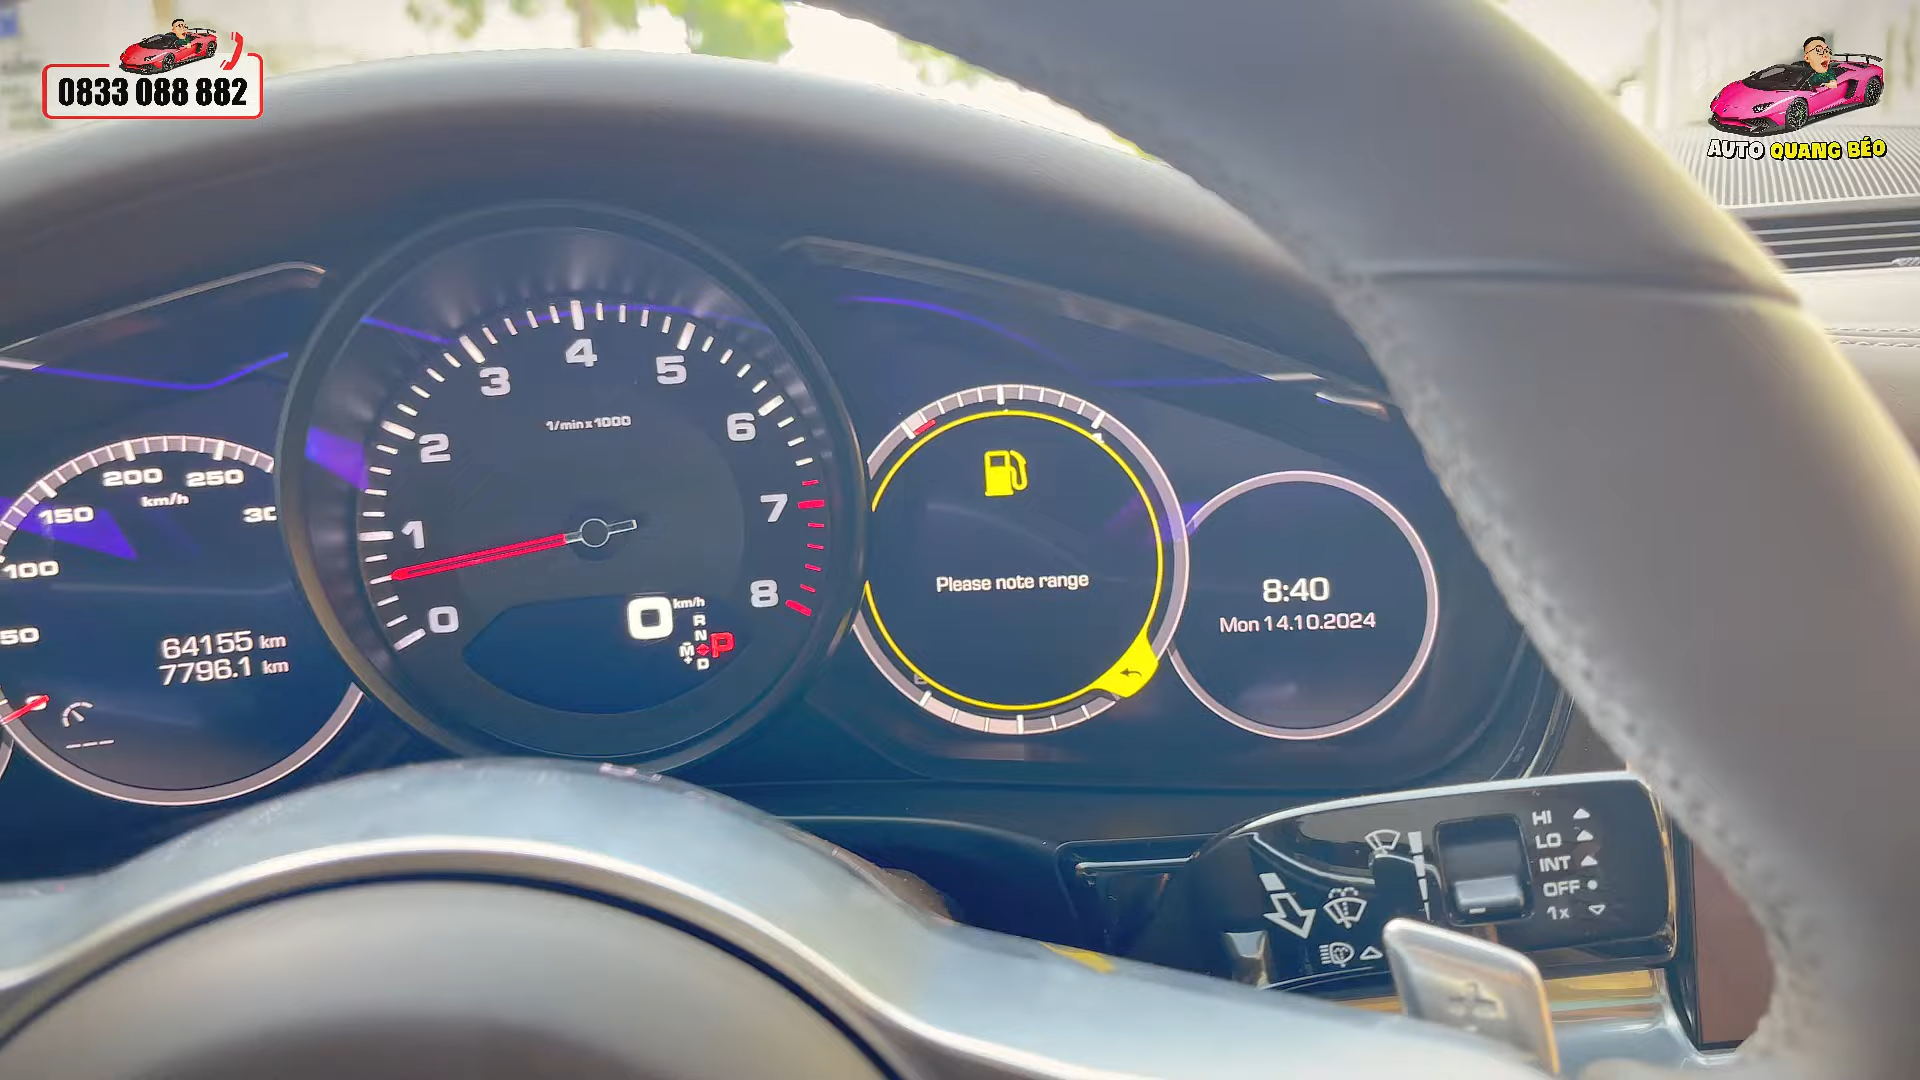 0833 088 882
AUTO QUANG BÉO
50
100
150
200
250
km/h
64155 km
7796.1 km
0
1
2
3
4
5
6
7
8
1/min x 1000
0 km/h
R
N
M
P
+
D
Please note range
8:40
Mon 14.10.2024
HI
LO
INT
OFF
1x